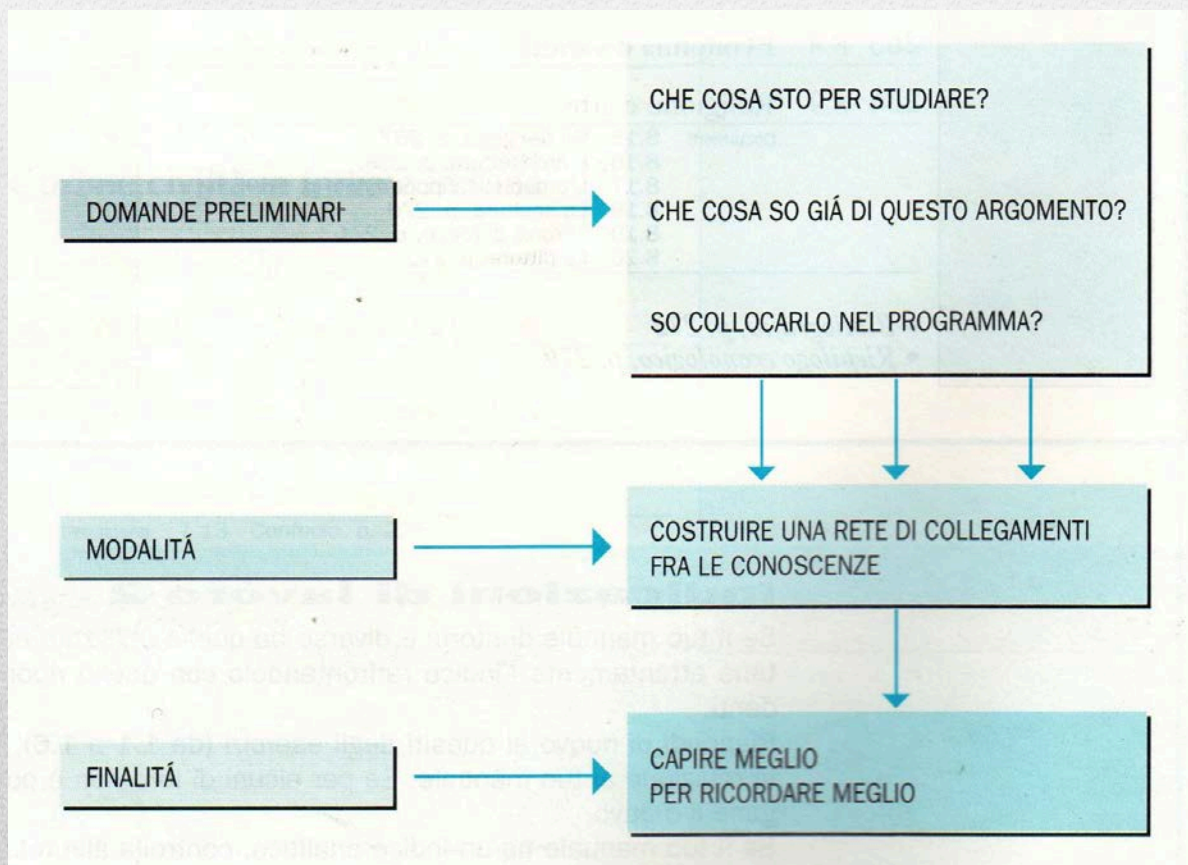 CHE COSA STO PER STUDIARE?
DOMANDE PRELIMINARI
CHE COSA SO GIÁ DI QUESTO ARGOMENTO?
SO COLLOCARLO NEL PROGRAMMA?
MODALITÁ
COSTRUIRE UNA RETE DI COLLEGAMENTI
FRA LE CONOSCENZE
FINALITÁ
CAPIRE MEGLIO
PER RICORDARE MEGLIO